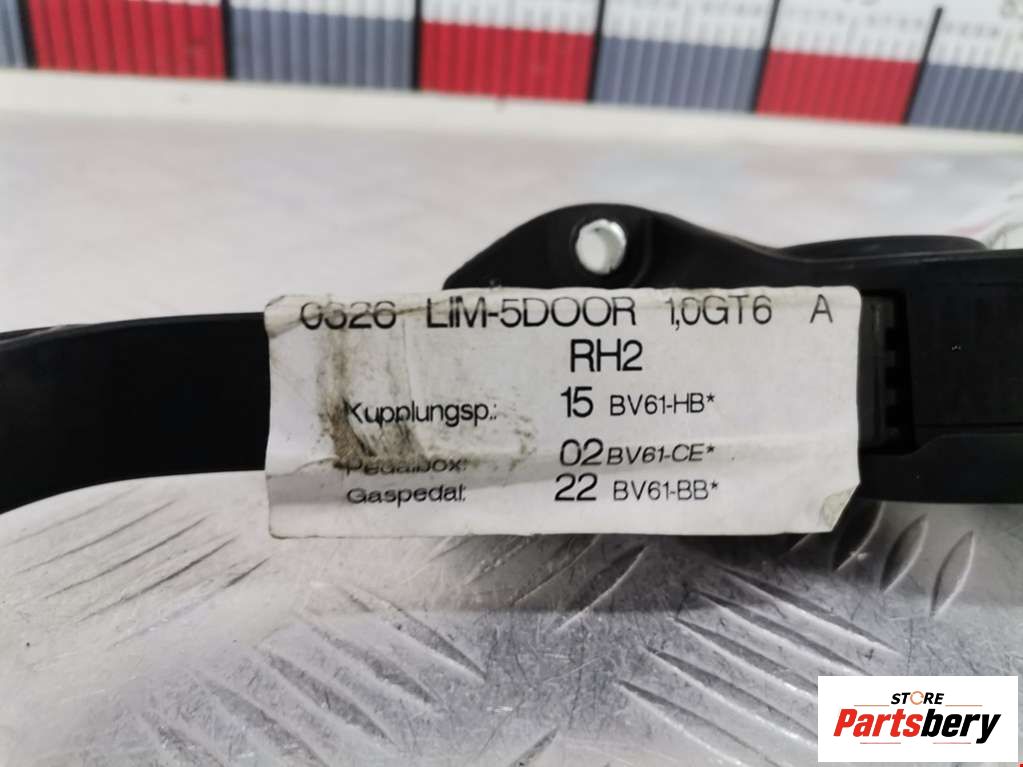 0326 LIM-5DOOR 1,0GT6 A
RH2
Kupplungsp.: 15 BV61-HB*
Pedalbox: 02 BV61-CE*
Gaspedal: 22 BV61-BB*
STORE
Partsbery